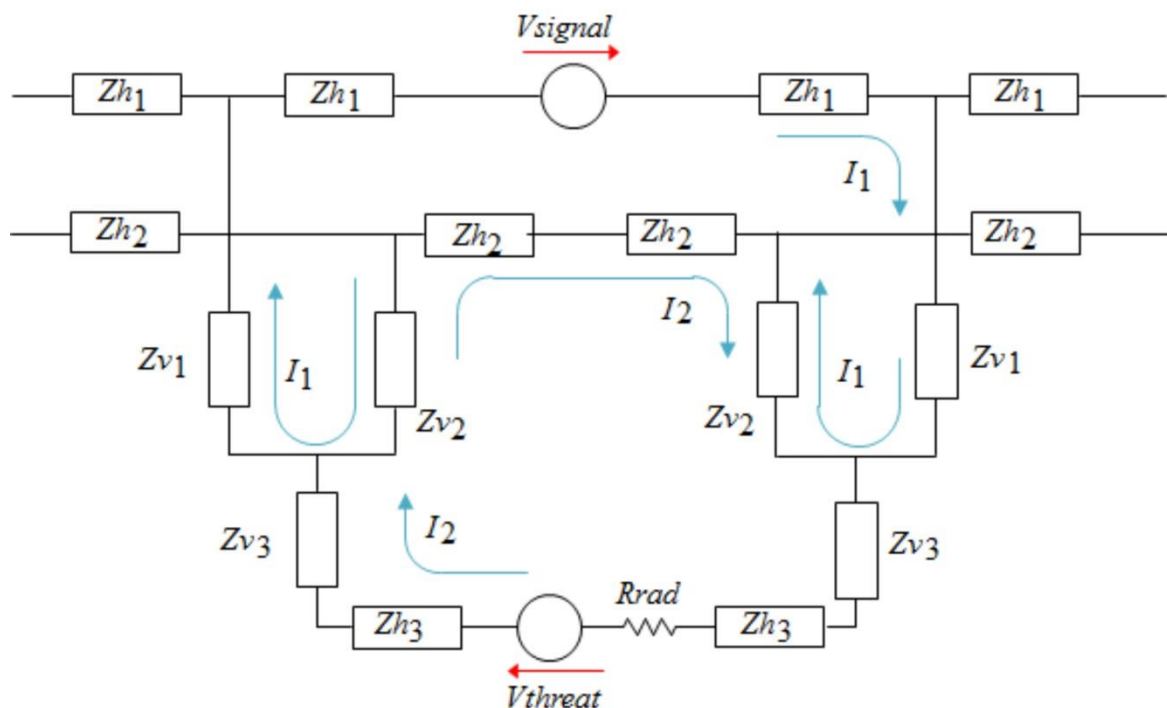 Vsignal
Zh1 Zh1 Zh1 Zh1
I1
Zh2 Zh2 Zh2 Zh2
I2
Zv1 I1 Zv2 Zv2 I1 Zv1
Zv3 I2 Zv3
Rrad
Zh3 Zh3
Vthreat